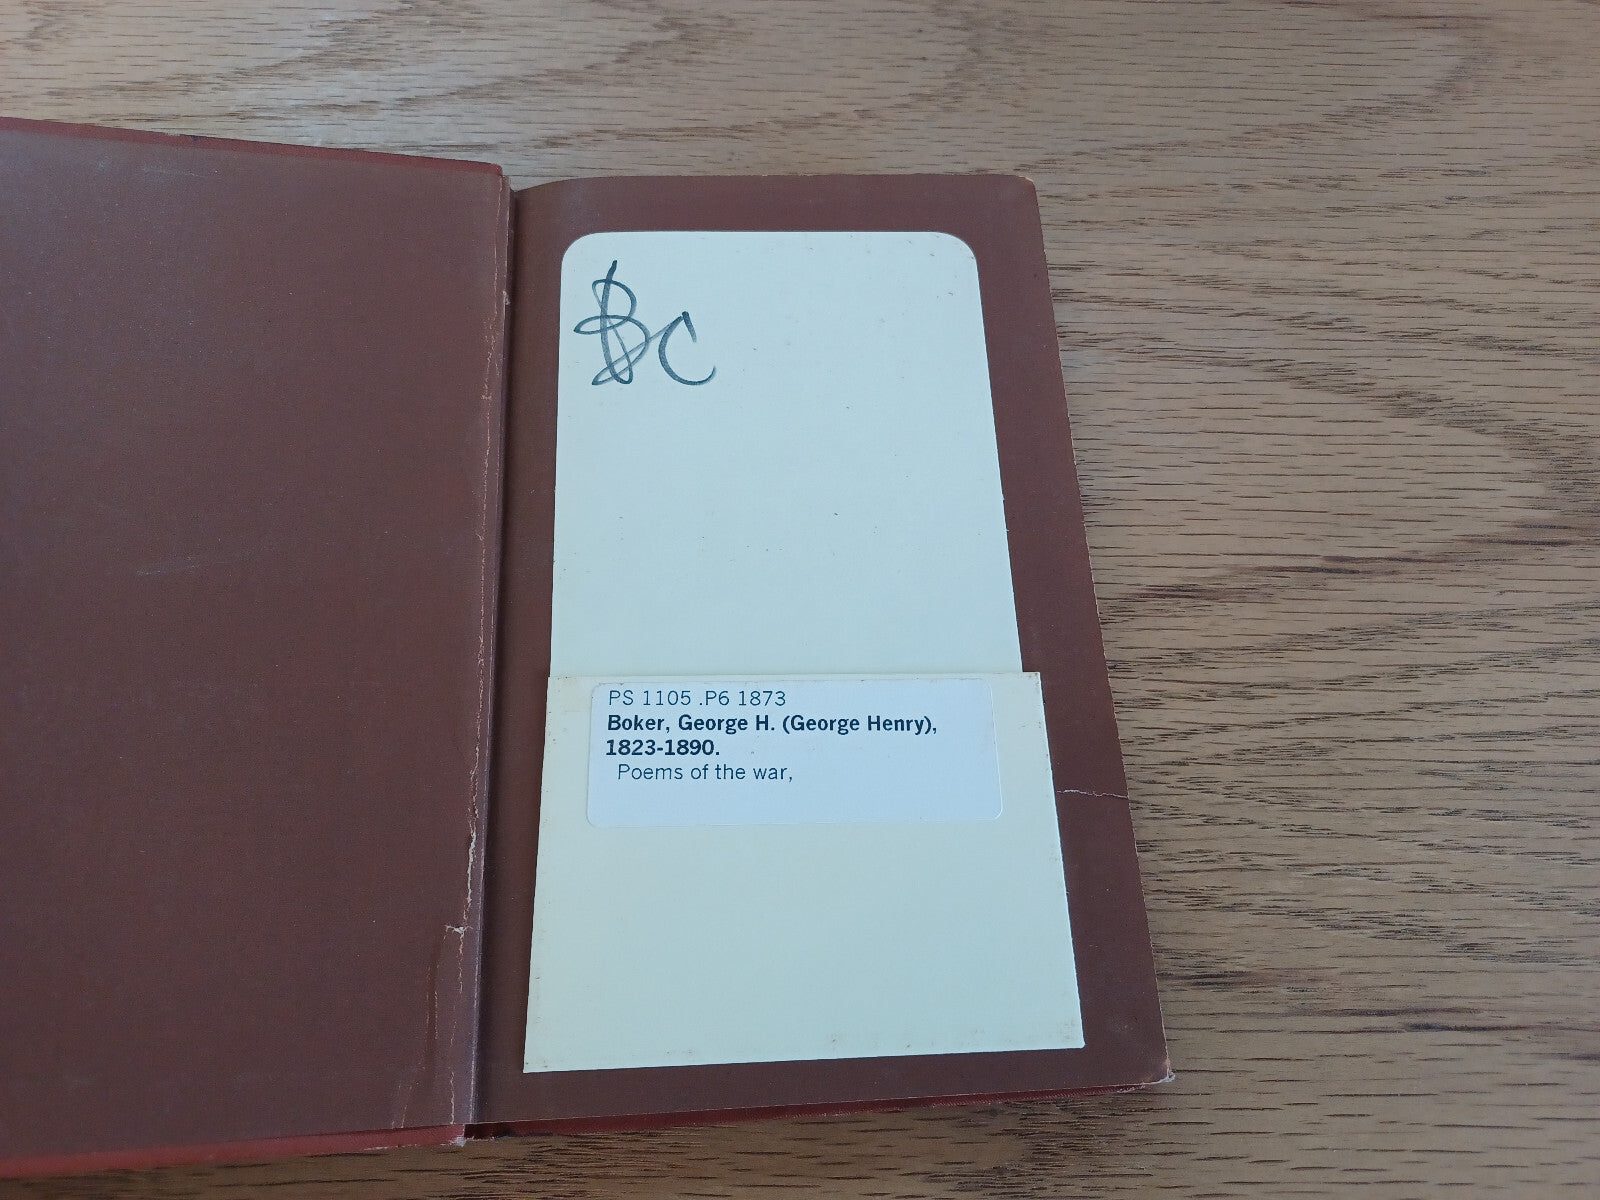 BC
PS 1105 .P6 1873
Boker, George H. (George Henry),
1823-1890.
Poems of the war,